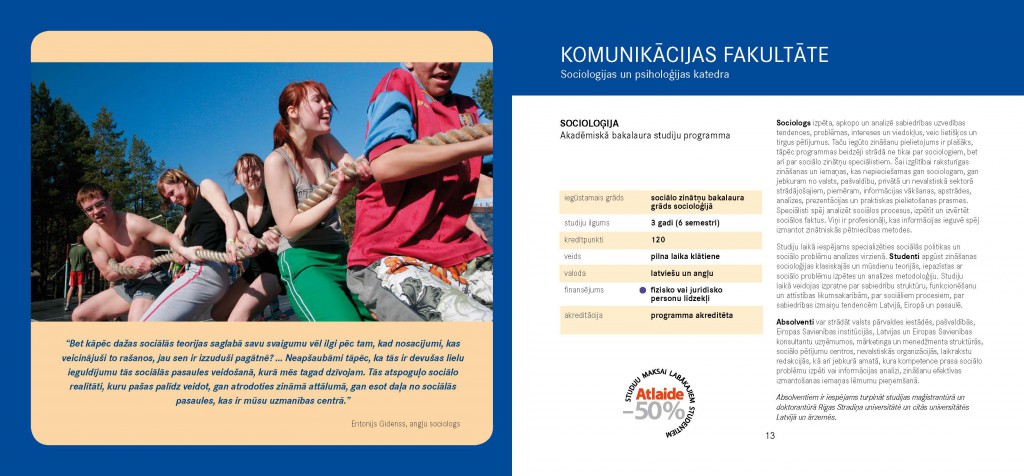 “Bet kāpēc dažas sociālās teorijas saglabā savu svaigumu vēl ilgi pēc tam, kad nosacījumi, kas
veicinājuši to rašanos, jau sen ir izzuduši pagātnē? ... Neapšaubāmi tāpēc, ka tās ir devušas lielu
ieguldījumu tās sociālās pasaules veidošanā, kurā mēs tagad dzīvojam. Tās atspoguļo sociālo
realitāti, kuru pašas palīdz veidot, gan atrodoties zināmā attālumā, gan esot daļa no sociālās
pasaules, kas ir mūsu uzmanības centrā.”
Entonijs Gidenss, angļu sociologs
KOMUNIKĀCIJAS FAKULTĀTE
Socioloģijas un psiholoģijas katedra
SOCIOLOĢIJA
Akadēmiskā bakalaura studiju programma
iegūstamais grāds sociālo zinātņu bakalaura
grāds socioloģijā
studiju ilgums 3 gadi (6 semestri)
kredītpunkti 120
veids pilna laika klātiene
valoda latviešu un angļu
finansējums fizisko vai juridisko
personu līdzekļi
akreditācija programma akreditēta
STUDIJU MAKSAI LABĀKAJIEM STUDENTIEM
Atlaide
–50%
Sociologs izpēta, apkopo un analizē sabiedrības uzvedības
tendences, problēmas, intereses un viedokļus, veic lietišķos un
tirgus pētījumus. Taču iegūto zināšanu pielietojums ir plašāks,
tāpēc programmas beidzēji strādā ne tikai par sociologiem, bet
arī par sociālo zinātņu speciālistiem. Šai izglītībai raksturīgas
zināšanas un iemaņas, kas nepieciešamas gan sociologam, gan
jebkuram no valsts, pašvaldību, privātā un nevalstiskā sektorā
strādājošajiem, piemēram, informācijas vākšanas, apstrādes,
analīzes, prezentācijas un praktiskas pielietošanas prasmes.
Speciālisti spēj analizēt sociālos procesus, izpētīt un izvērtēt
sociālos faktus. Viņi ir profesionāļi, kas informācijas ieguvē spēj
izmantot zinātniskās pētniecības metodes.
Studiju laikā iespējams specializēties sociālās politikas un
sociālo problēmu analīzes virzienā. Studenti apgūst zināšanas
socioloģijas klasiskajās un mūsdienu teorijās, iepazīstas ar
sociālo problēmu izpētes un analīzes metodoloģiju. Studiju
laikā veidojas izpratne par sabiedrību struktūru, funkcionēšanu
un attīstības likumsakarībām, par sociāliem procesiem, par
sabiedrības izmaiņu tendencēm Latvijā, Eiropā un pasaulē.
Absolventi var strādāt valsts pārvaldes iestādēs, pašvaldībās,
Eiropas Savienības institūcijās, Latvijas un Eiropas Savienības
konsultantu uzņēmumos, mārketinga un menedžmenta struktūrās,
sociālo pētījumu centros, nevalstiskās organizācijās, laikrakstu
redakcijās, kā arī jebkurā amatā, kura kompetence prasa sociālo
problēmu izpēti vai informācijas analīzi, zināšanu efektīvas
izmantošanas iemaņas lēmumu pieņemšanā.
Absolventiem ir iespējams turpināt studijas maģistrantūrā un
doktorantūrā Rīgas Stradiņa universitātē un citās universitātēs
Latvijā un ārzemēs.
13